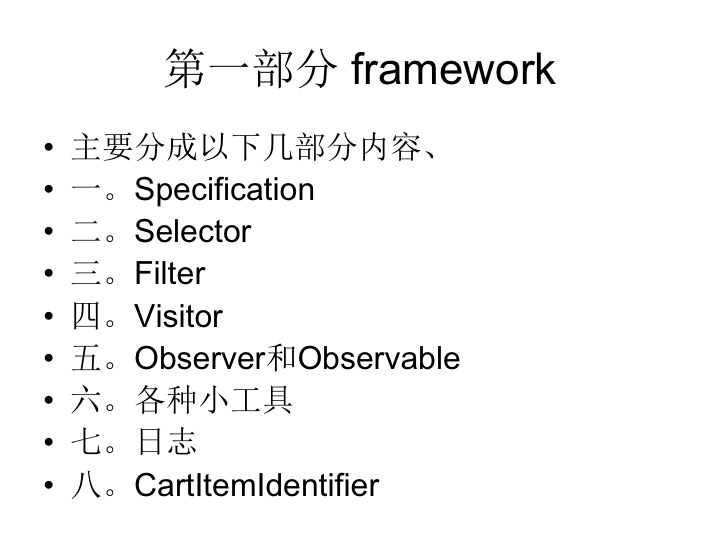 第一部分 framework
• 主要分成以下几部分内容、
• 一。Specification
• 二。Selector
• 三。Filter
• 四。Visitor
• 五。Observer和Observable
• 六。各种小工具
• 七。日志
• 八。CartItemIdentifier